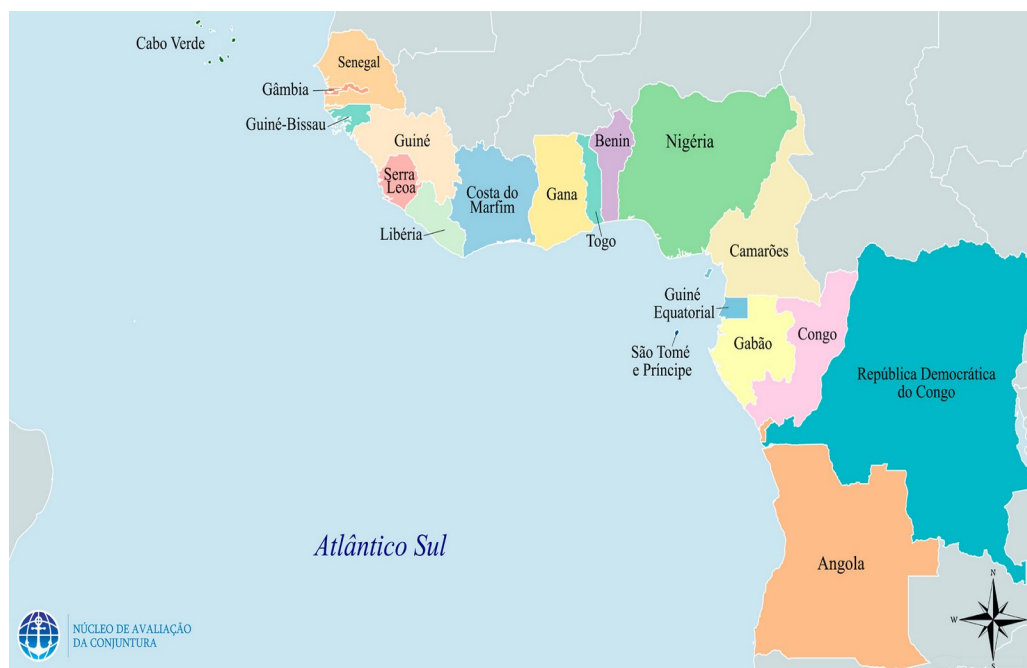 Cabo Verde
Senegal
Gâmbia
Guiné-Bissau
Guiné
Serra
Leoa
Libéria
Costa do
Marfim
Gana
Togo
Benin
Nigéria
Camarões
Guiné
Equatorial
São Tomé
e Príncipe
Gabão
Congo
República Democrática
do Congo
Atlântico Sul
Angola
N
W
S
NÚCLEO DE AVALIAÇÃO
DA CONJUNTURA